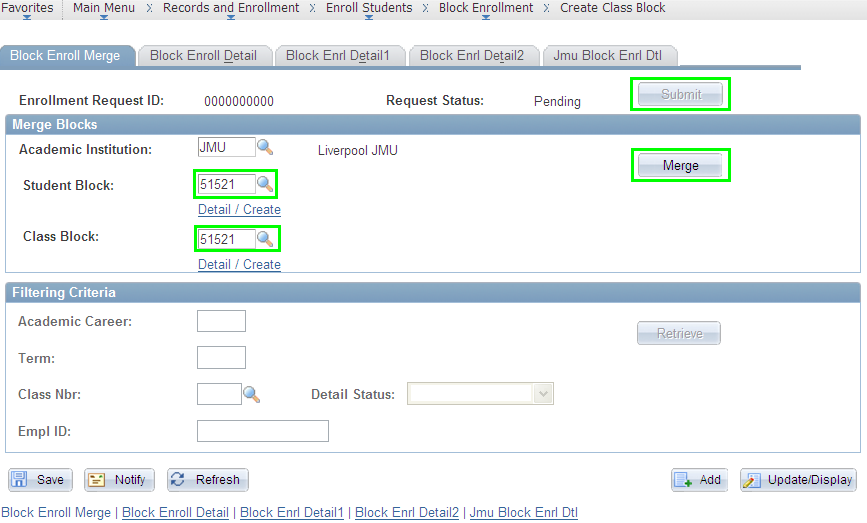 Favorites Main Menu X Records and Enrollment X Enroll Students X Block Enrollment X Create Class Block
Block Enroll Merge Block Enroll Detail Block Enrl Detail1 Block Enrl Detail2 Jmu Block Enrl Dtl
Enrollment Request ID: 0000000000 Request Status: Pending Submit
Merge Blocks
Academic Institution: JMU Liverpool JMU
Merge
Student Block: 51521
Detail / Create
Class Block: 51521
Detail / Create
Filtering Criteria
Academic Career:
Retrieve
Term:
Class Nbr: Detail Status:
Empl ID:
Save Notify Refresh Add Update/Display
Block Enroll Merge | Block Enroll Detail | Block Enrl Detail1 | Block Enrl Detail2 | Jmu Block Enrl Dtl